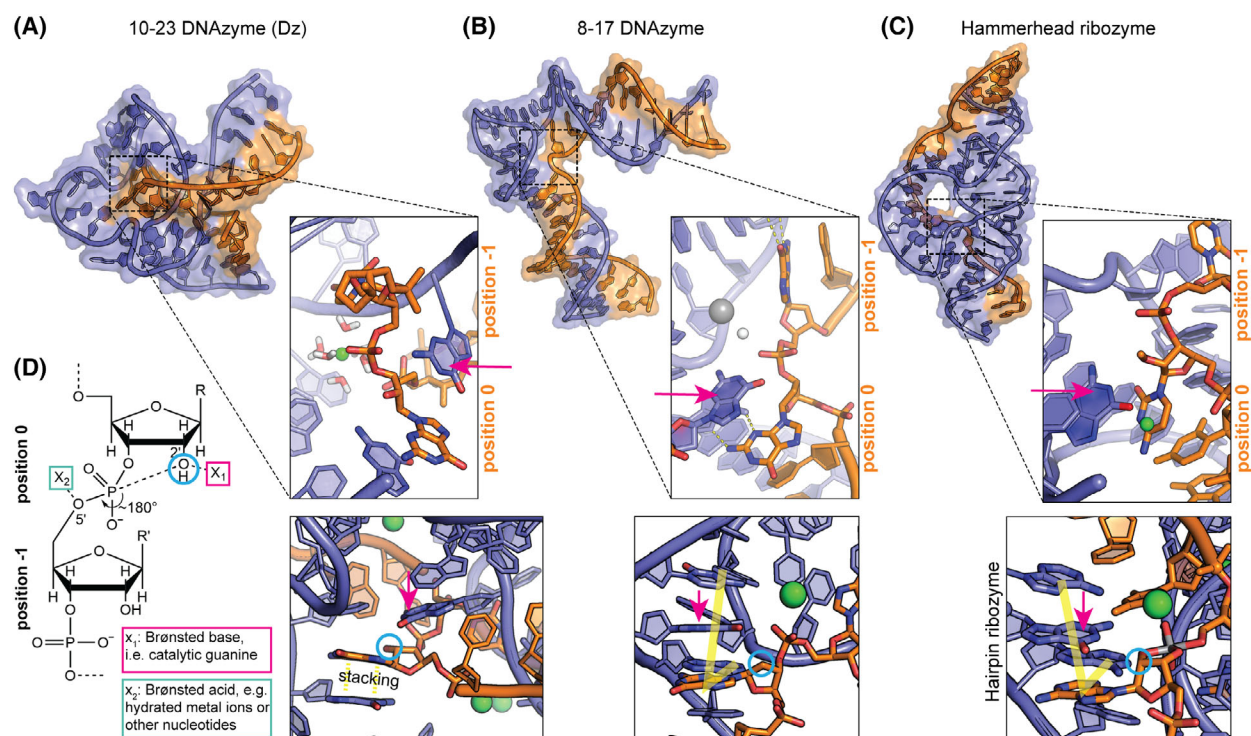 (A) 10-23 DNAzyme (Dz)
(B) 8-17 DNAzyme
(C) Hammerhead ribozyme
position -1
position 0
position -1
position 0
position -1
position 0
(D)
position 0
position -1
O
R
O
H
H
H
H
2'
O
O
H
X₁
X₂
O
P
~180°
O
5'
O⁻
R'
O
H
H
H
H
O
OH
O
P
O⁻
O
x₁: Brønsted base,
i.e. catalytic guanine
x₂: Brønsted acid, e.g.
hydrated metal ions or
other nucleotides
stacking
Hairpin ribozyme